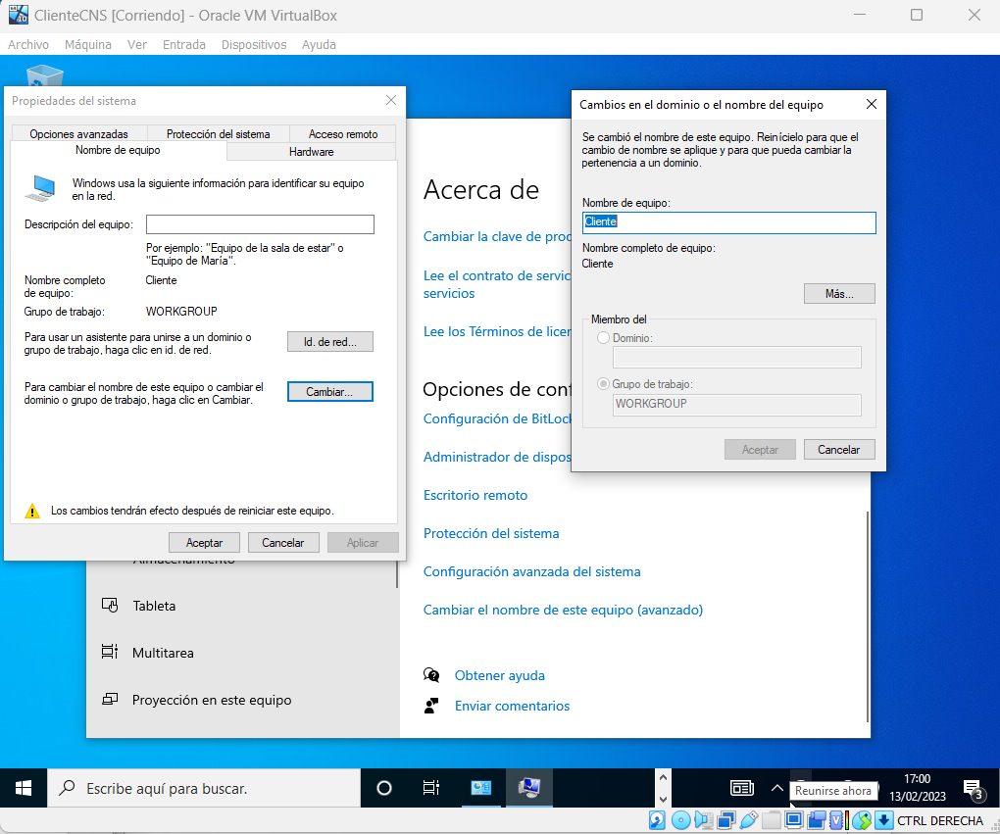 ClienteCNS [Corriendo] - Oracle VM VirtualBox
Archivo Máquina Ver Entrada Dispositivos Ayuda
Propiedades del sistema
Opciones avanzadas Protección del sistema Acceso remoto
Nombre de equipo Hardware
Windows usa la siguiente información para identificar su equipo
en la red.
Descripción del equipo:
Por ejemplo: "Equipo de la sala de estar" o
"Equipo de María".
Nombre completo
de equipo:
Cliente
Grupo de trabajo: WORKGROUP
Para usar un asistente para unirse a un dominio o
grupo de trabajo, haga clic en id. de red.
Id. de red...
Para cambiar el nombre de este equipo o cambiar el
dominio o grupo de trabajo, haga clic en Cambiar.
Cambiar...
Los cambios tendrán efecto después de reiniciar este equipo.
Aceptar Cancelar Aplicar
Cambios en el dominio o el nombre del equipo
Se cambió el nombre de este equipo. Reinícielo para que el
cambio de nombre se aplique y para que pueda cambiar la
pertenencia a un dominio.
Nombre de equipo:
Cliente
Nombre completo de equipo:
Cliente
Más...
Miembro del
Dominio:
Grupo de trabajo:
WORKGROUP
Aceptar Cancelar
Acerca de
Cambiar la clave de proc
Lee el contrato de servic
servicios
Lee los Términos de licer
Opciones de conf
Configuración de BitLock
Administrador de dispos
Escritorio remoto
Protección del sistema
Configuración avanzada del sistema
Cambiar el nombre de este equipo (avanzado)
Obtener ayuda
Enviar comentarios
Almacenamiento
Tableta
Multitarea
Proyección en este equipo
Escribe aquí para buscar.
Reunirse ahora
17:00
13/02/2023
3
CTRL DERECHA